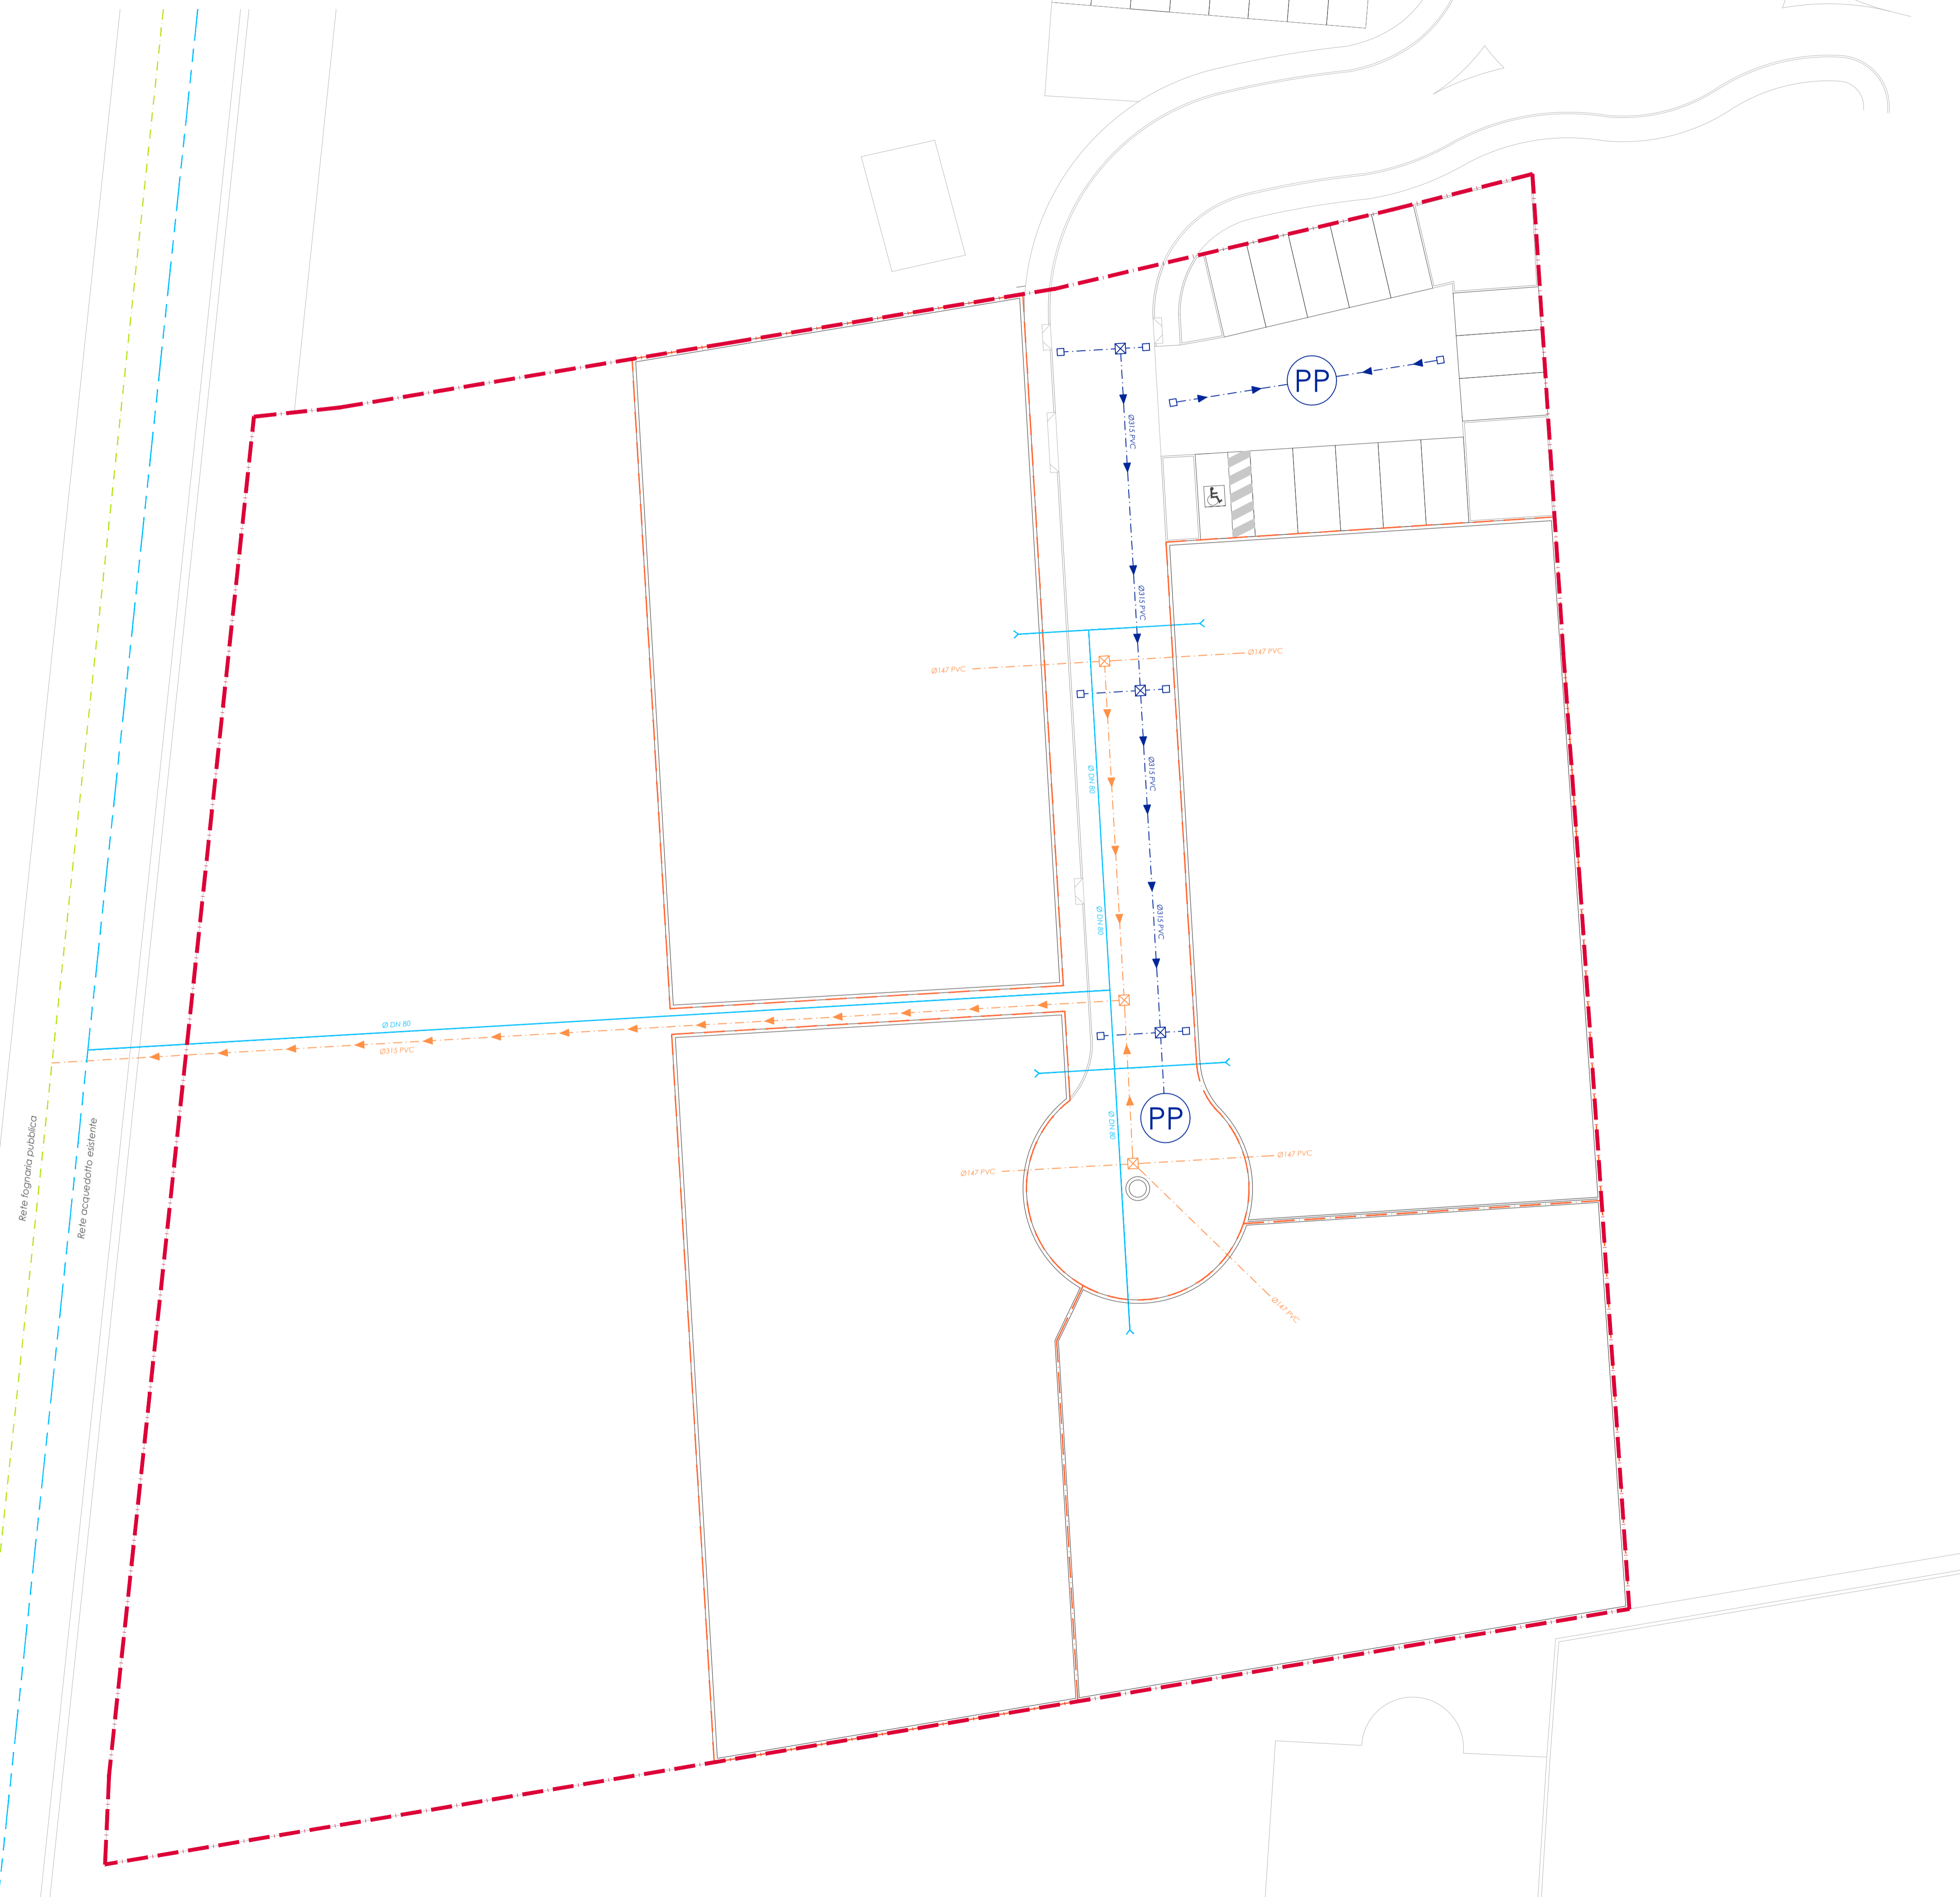 PP
Ø315 PVC
Ø315 PVC
Ø147 PVC
Ø147 PVC
Ø DN 80
Ø315 PVC
Ø DN 80
Ø315 PVC
Ø DN 80
Ø315 PVC
Rete fognaria pubblica
Rete acquedotto esistente
PP
Ø DN 80
Ø147 PVC
Ø147 PVC
Ø147 PVC